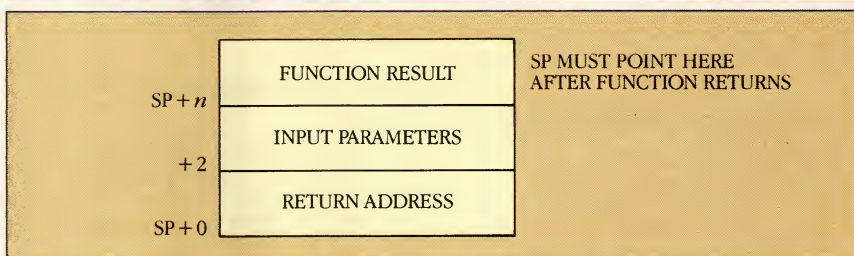 FUNCTION RESULT
SP MUST POINT HERE
AFTER FUNCTION RETURNS
SP+n
INPUT PARAMETERS
+2
RETURN ADDRESS
SP+0